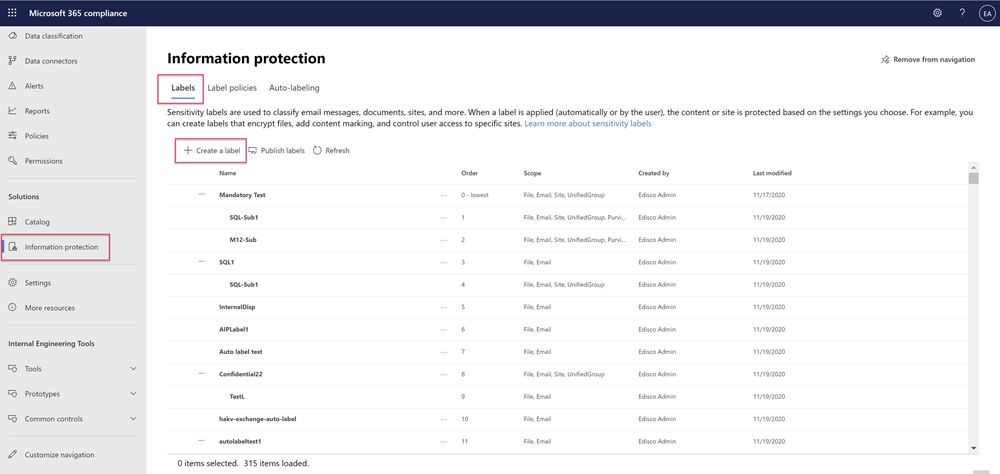 Microsoft 365 compliance
?
EA
Data classification
Data connectors
Alerts
Reports
Policies
Permissions
Solutions
Catalog
Information protection
Settings
More resources
Internal Engineering Tools
Tools
Prototypes
Common controls
Customize navigation
Information protection
Remove from navigation
Labels Label policies Auto-labeling
Sensitivity labels are used to classify email messages, documents, sites, and more. When a label is applied (automatically or by the user), the content or site is protected based on the settings you choose. For example, you
can create labels that encrypt files, add content marking, and control user access to specific sites. Learn more about sensitivity labels
+ Create a label Publish labels Refresh
Name Order Scope Created by Last modified
Mandatory Test ... 0 - lowest File, Email, Site, UnifiedGroup Edisco Admin 11/17/2020
SQL-Sub1 ... 1 File, Email, Site, UnifiedGroup, Purvi... Edisco Admin 11/19/2020
M12-Sub ... 2 File, Email, Site, UnifiedGroup, Purvi... Edisco Admin 11/19/2020
SQL1 ... 3 File, Email Edisco Admin 11/19/2020
SQL-Sub1 ... 4 File, Email, Site, UnifiedGroup Edisco Admin 11/19/2020
InternalDisp ... 5 File, Email Edisco Admin 11/19/2020
AIPLabel1 ... 6 File, Email Edisco Admin 11/19/2020
Auto label test ... 7 File, Email Edisco Admin 11/19/2020
Confidential22 ... 8 File, Email, Site, UnifiedGroup Edisco Admin 11/19/2020
TestL ... 9 File, Email Edisco Admin 11/19/2020
hakv-exchange-auto-label ... 10 File, Email Edisco Admin 11/19/2020
autolabeltest1 ... 11 File, Email Edisco Admin 11/19/2020
0 items selected. 315 items loaded.